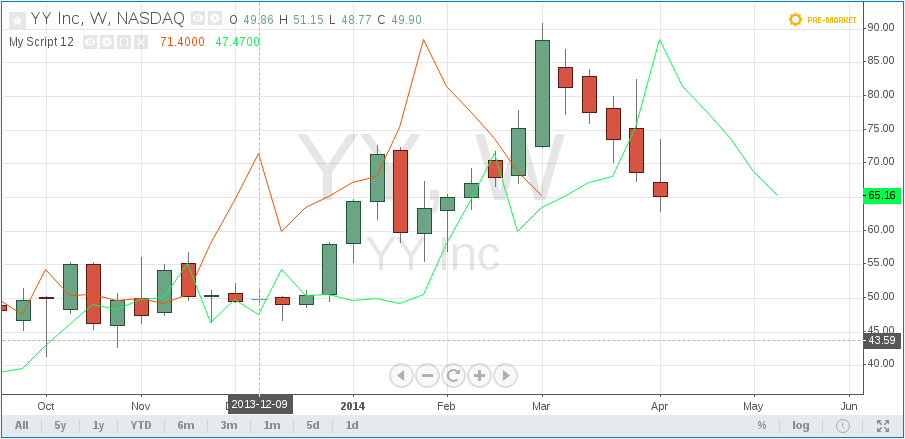 YY Inc, W, NASDAQ O 49.86 H 51.15 L 48.77 C 49.90
PRE-MARKET
My Script 12 71.4000 47.4700
YY, W
YY Inc
90.00
85.00
80.00
75.00
70.00
65.16
60.00
55.00
50.00
45.00
43.59
40.00
Oct Nov D 2013-12-09 2014 Feb Mar Apr May Jun
All 5y 1y YTD 6m 3m 1m 5d 1d % log